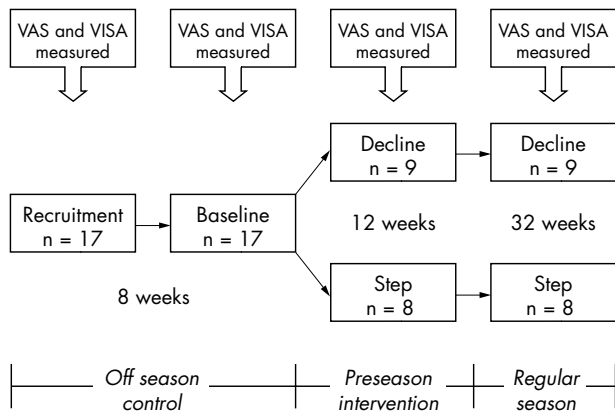 VAS and VISA
measured
VAS and VISA
measured
VAS and VISA
measured
VAS and VISA
measured
Decline
n = 9
Decline
n = 9
Recruitment
n = 17
Baseline
n = 17
12 weeks
32 weeks
8 weeks
Step
n = 8
Step
n = 8
Off season
control
Preseason
intervention
Regular
season